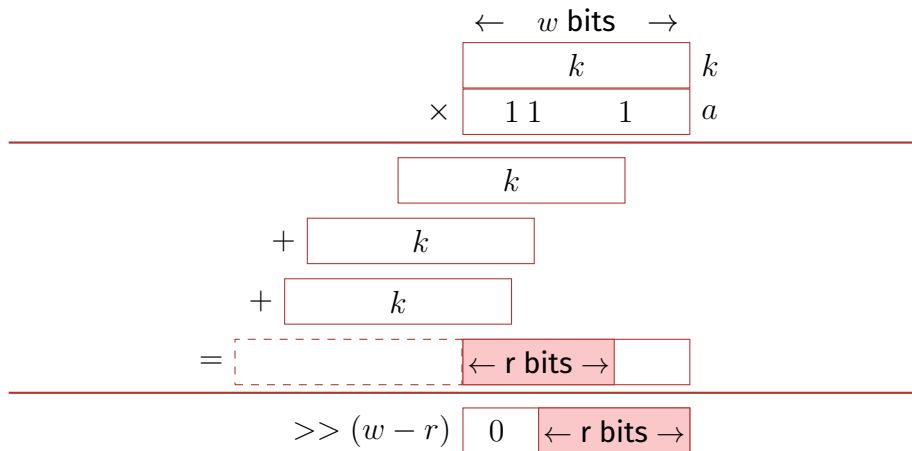 ← w bits →
k k
× 1 1 1 a
k
+ k
+ k
= ← r bits →
>> (w − r) 0 ← r bits →